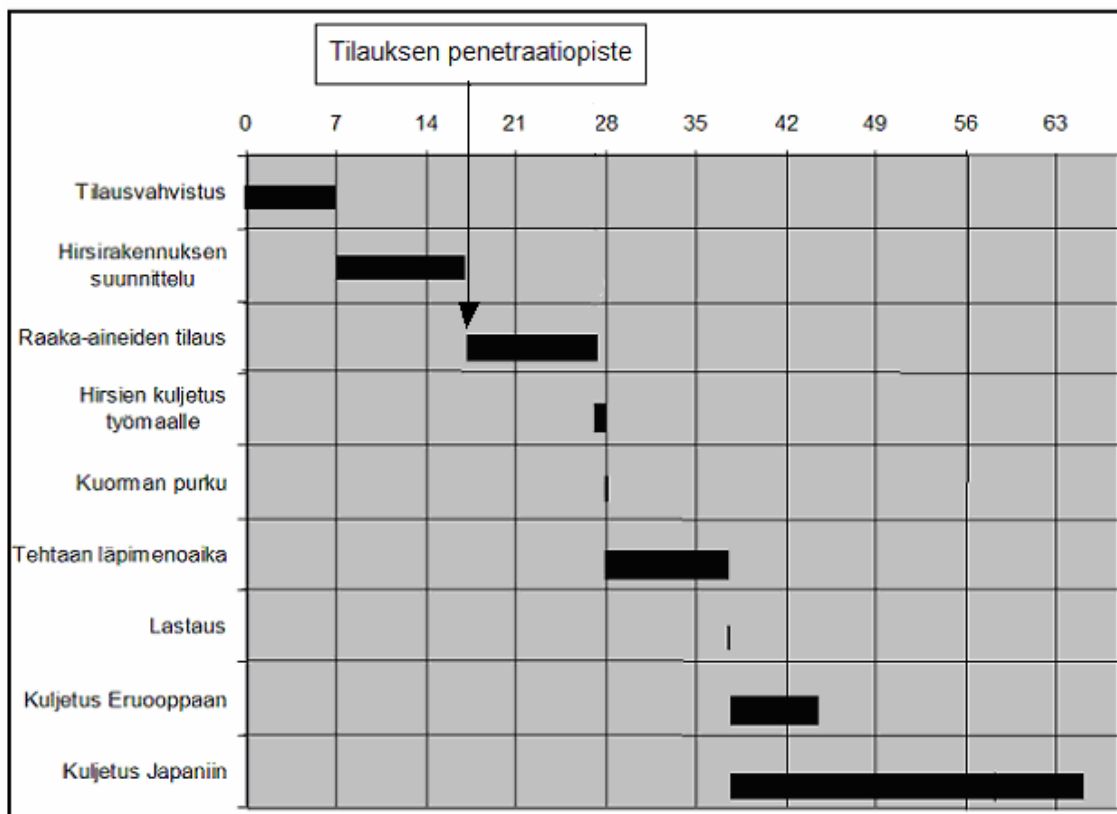 Tilauksen penetraatiopiste
0 7 14 21 28 35 42 49 56 63
Tilausvahvistus
Hirsirakennuksen
suunnittelu
Raaka-aineiden tilaus
Hirsien kuljetus
työmaalle
Kuorman purku
Tehtaan läpimenoaika
Lastaus
Kuljetus Eruooppaan
Kuljetus Japaniin